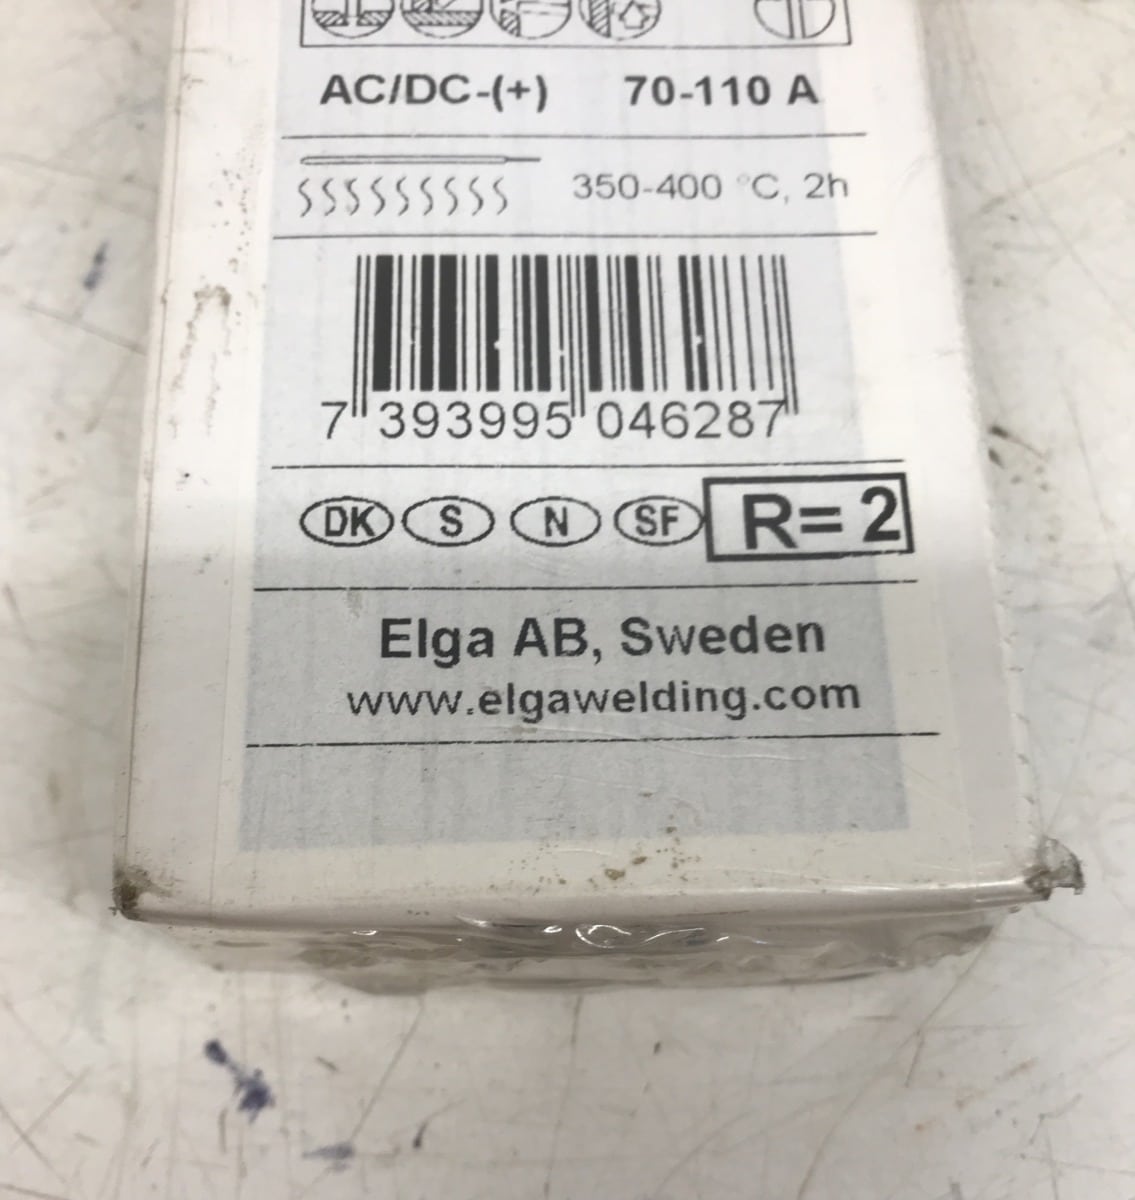 AC/DC-(+) 70-110 A
350-400 °C, 2h
7 393995 046287
DK S N SF R= 2
Elga AB, Sweden
www.elgawelding.com